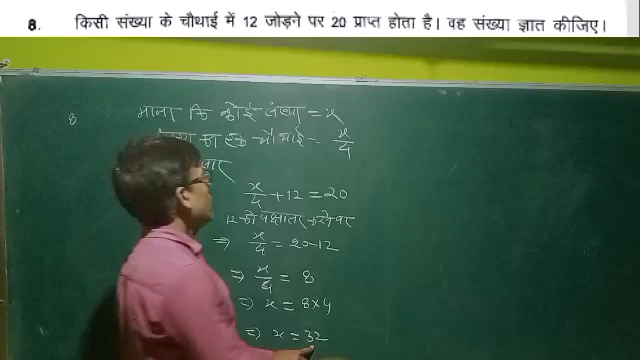 8. किसी संख्या के चौथाई में 12 जोड़ने पर 20 प्राप्त होता है। वह संख्या ज्ञात कीजिए।
8 माना कि कोई संख्या = x
का एक चौथाई = x/4
x/4 + 12 = 20
12 को पक्षांतर करने पर
⇒ x/4 = 20-12
⇒ x/4 = 8
⇒ x = 8×4
⇒ x = 32